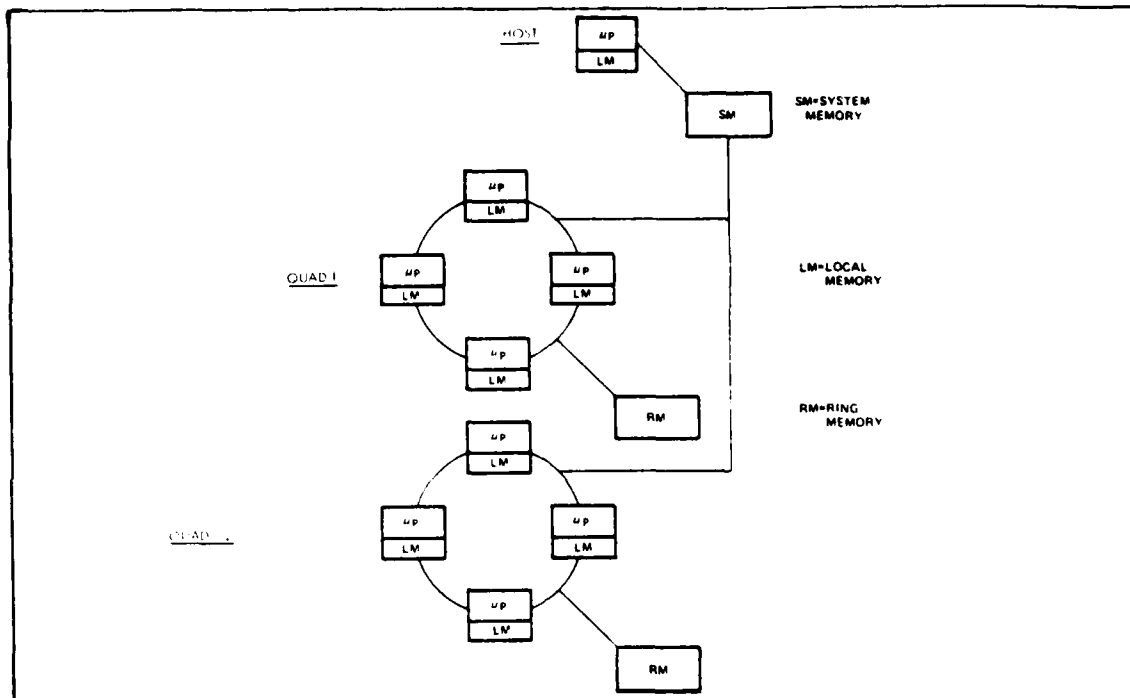 HOST
μP
LM
SM
SM=SYSTEM
MEMORY
μP
LM
QUAD 1
μP
LM
μP
LM
LM=LOCAL
MEMORY
μP
LM
RM
RM=RING
MEMORY
μP
LM
QUAD
μP
LM
μP
LM
μP
LM
RM